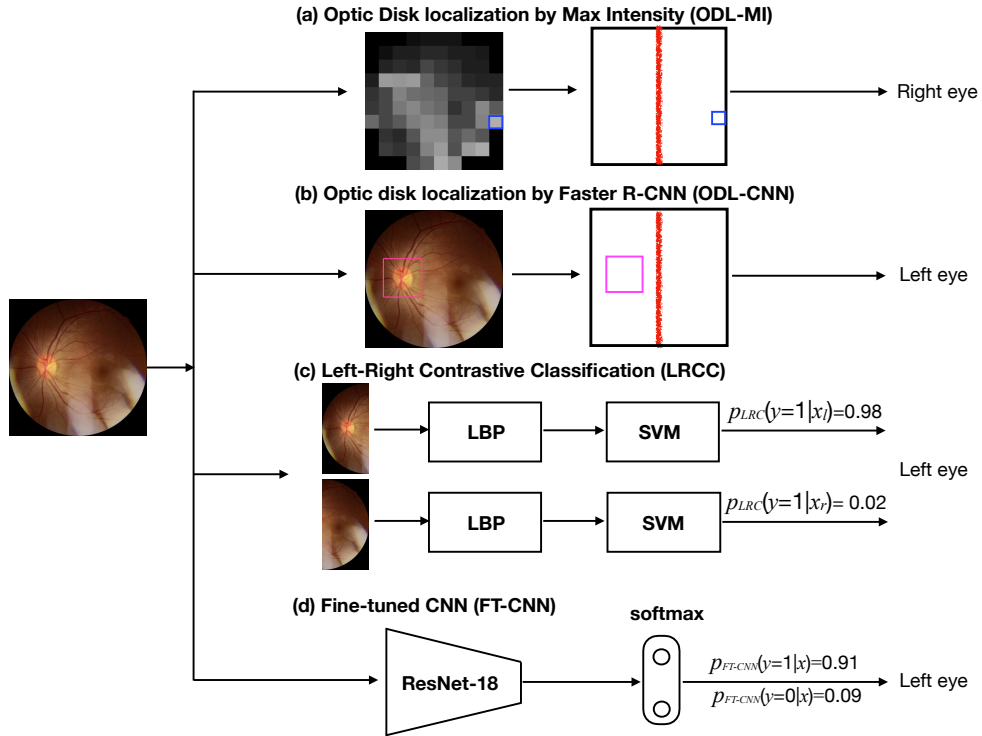 (a) Optic Disk localization by Max Intensity (ODL-MI)
Right eye
(b) Optic disk localization by Faster R-CNN (ODL-CNN)
Left eye
(c) Left-Right Contrastive Classification (LRCC)
LBP
SVM
pLRC(y=1|xl)=0.98
Left eye
LBP
SVM
pLRC(y=1|xr)= 0.02
(d) Fine-tuned CNN (FT-CNN)
softmax
ResNet-18
pFT-CNN(y=1|x)=0.91
pFT-CNN(y=0|x)=0.09
Left eye